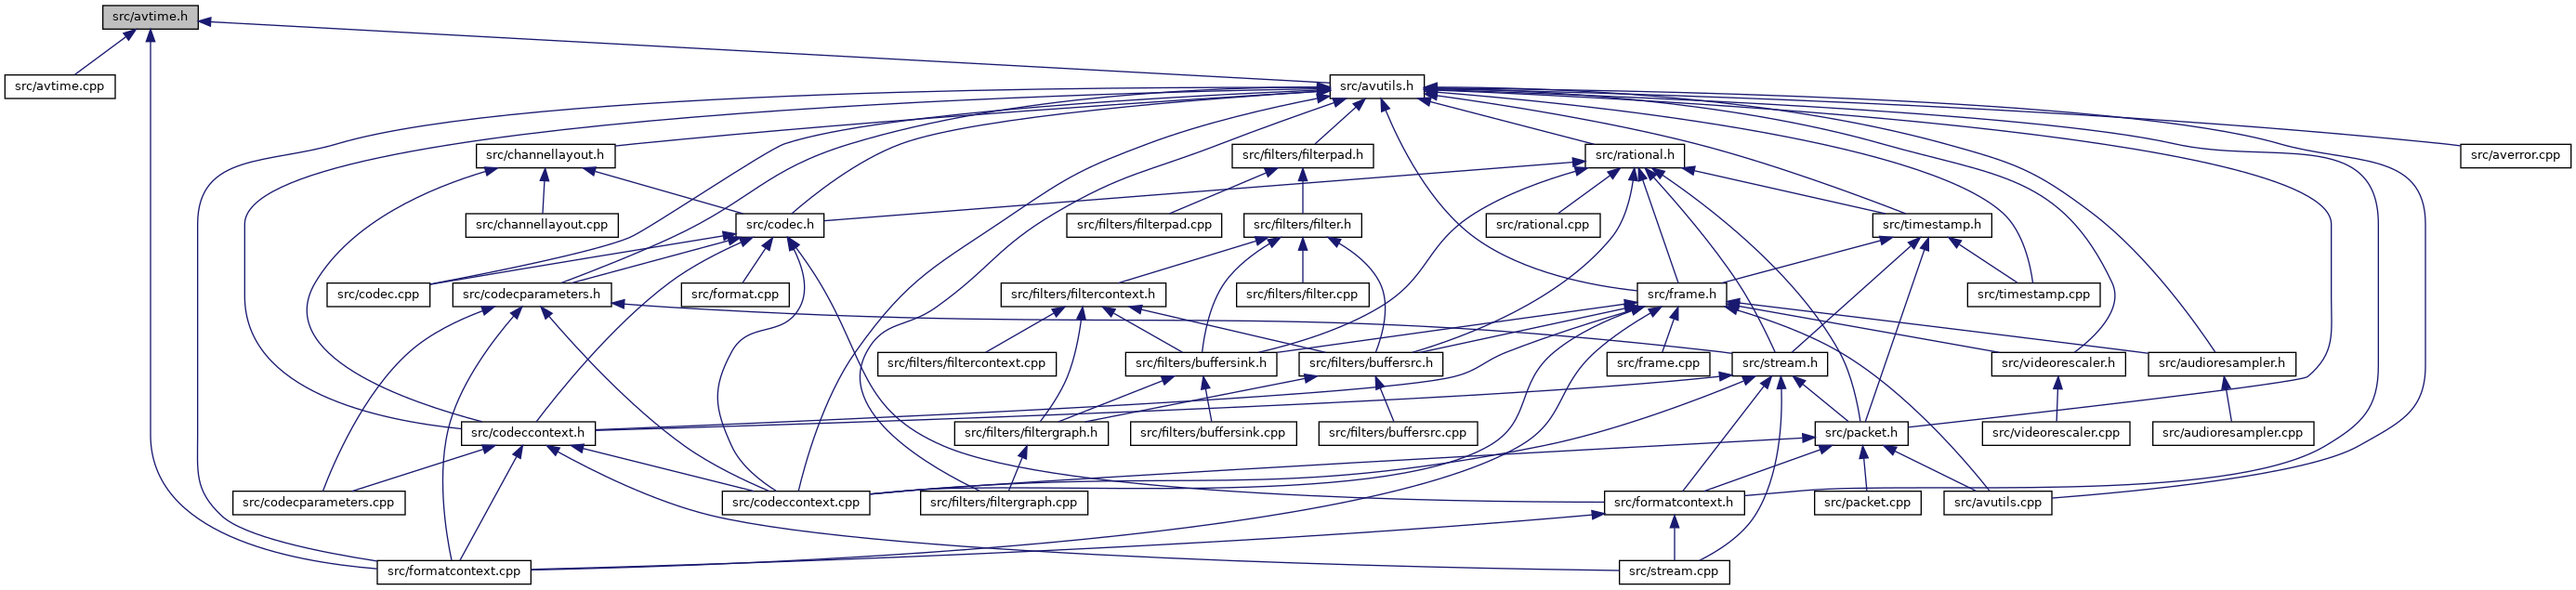 src/avtime.h
src/avtime.cpp
src/avutils.h
src/channellayout.h
src/filters/filterpad.h
src/rational.h
src/averror.cpp
src/channellayout.cpp
src/codec.h
src/filters/filterpad.cpp
src/filters/filter.h
src/rational.cpp
src/timestamp.h
src/codec.cpp
src/codecparameters.h
src/format.cpp
src/filters/filtercontext.h
src/filters/filter.cpp
src/frame.h
src/timestamp.cpp
src/filters/filtercontext.cpp
src/filters/buffersink.h
src/filters/buffersrc.h
src/frame.cpp
src/stream.h
src/videorescaler.h
src/audioresampler.h
src/codeccontext.h
src/filters/filtergraph.h
src/filters/buffersink.cpp
src/filters/buffersrc.cpp
src/packet.h
src/videorescaler.cpp
src/audioresampler.cpp
src/codecparameters.cpp
src/codeccontext.cpp
src/filters/filtergraph.cpp
src/formatcontext.h
src/packet.cpp
src/avutils.cpp
src/formatcontext.cpp
src/stream.cpp